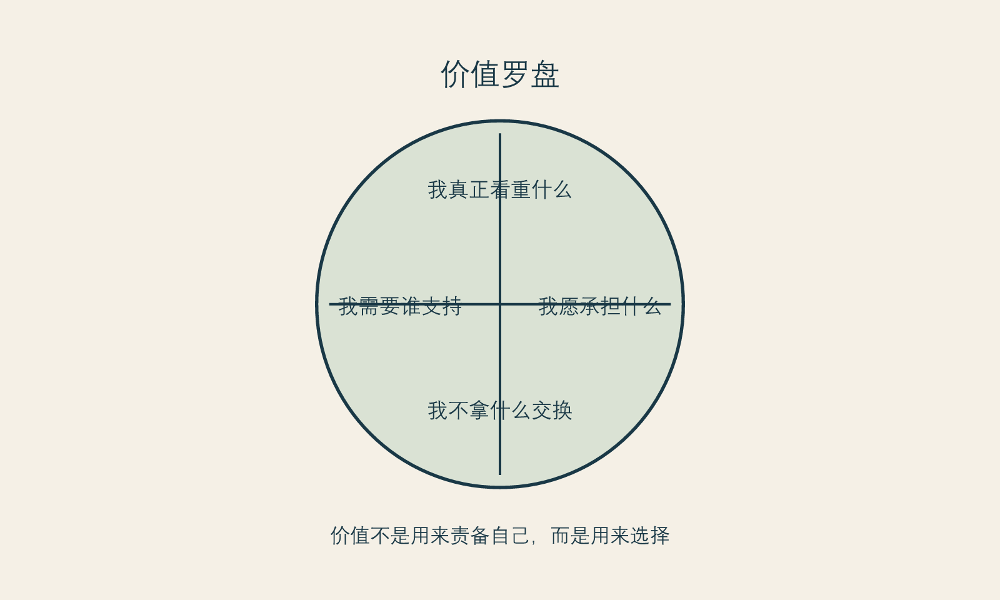 价值罗盘
我真正看重什么
我需要谁支持
我愿承担什么
我不拿什么交换
价值不是用来责备自己，而是用来选择